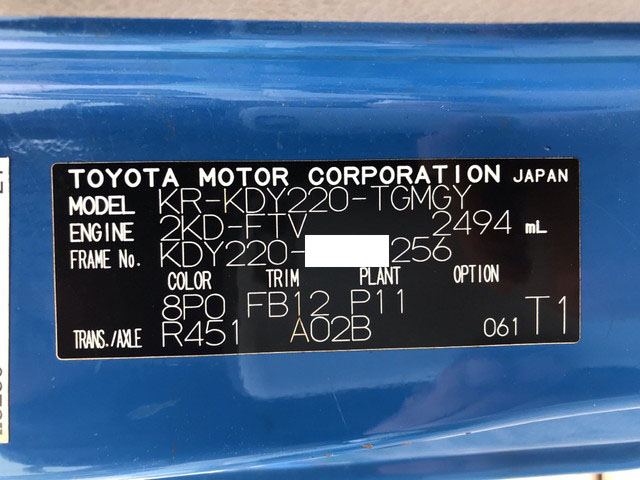 TOYOTA MOTOR CORPORATION JAPAN
MODEL KR-KDY220-TGMGY
ENGINE 2KD-FTV 2494 mL
FRAME No. KDY220- 256
COLOR TRIM PLANT OPTION
8P0 FB12 P11
TRANS./AXLE R451 A02B 061 T1